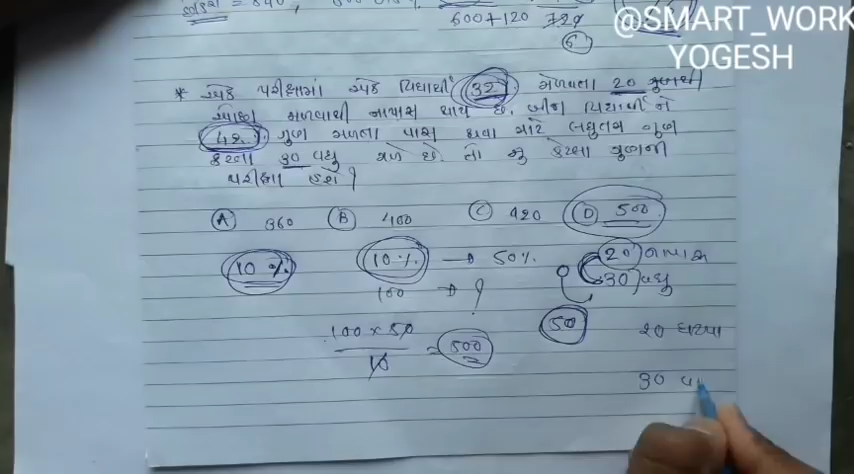 = 840,
600+120 720
6
@SMART_WORK
YOGESH
* એક પરીક્ષામાં એક વિદ્યાર્થી 32% મેળવતા 20 ગુણથી
નાપાસ થાય છે. બીજા વિદ્યાર્થી ને
42% ગુણ મળતા પાસ થવા માટે લઘુત્તમ ગુણ
કરતા 30 વધુ મળે છે તો કેટલા ગુણની
પરીક્ષા હશે ?
(A) 360 (B) 400 (C) 420 (D) 500
10 % 10 % → 50 20 નાપાસ
100 → ? 30 વધુ
50
100 x 50 / 10 = 500
20 ઘટયા
30 વ